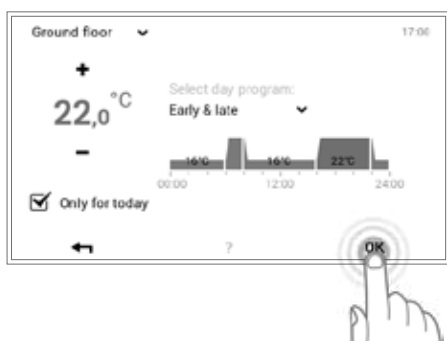 Ground floor
17:06
+
22,0°C
–
Select day program:
Early & late
16°C 16°C 22°C
00:00 12:00 24:00
Only for today
?
OK